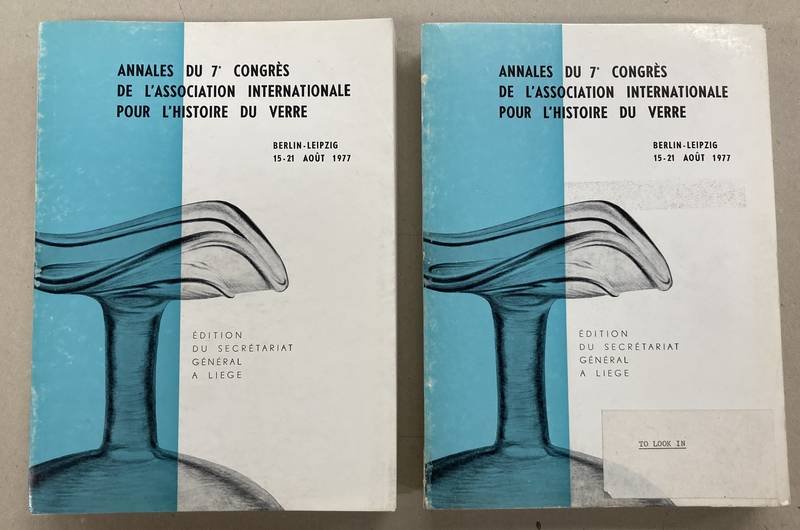 ANNALES DU 7e CONGRÈS
DE L'ASSOCIATION INTERNATIONALE
POUR L'HISTOIRE DU VERRE
BERLIN-LEIPZIG
15-21 AOÛT 1977
ÉDITION
DU SECRÉTARIAT
GÉNÉRAL
A LIEGE
ANNALES DU 7e CONGRÈS
DE L'ASSOCIATION INTERNATIONALE
POUR L'HISTOIRE DU VERRE
BERLIN-LEIPZIG
15-21 AOÛT 1977
ÉDITION
DU SECRÉTARIAT
GÉNÉRAL
A LIEGE
TO LOOK IN